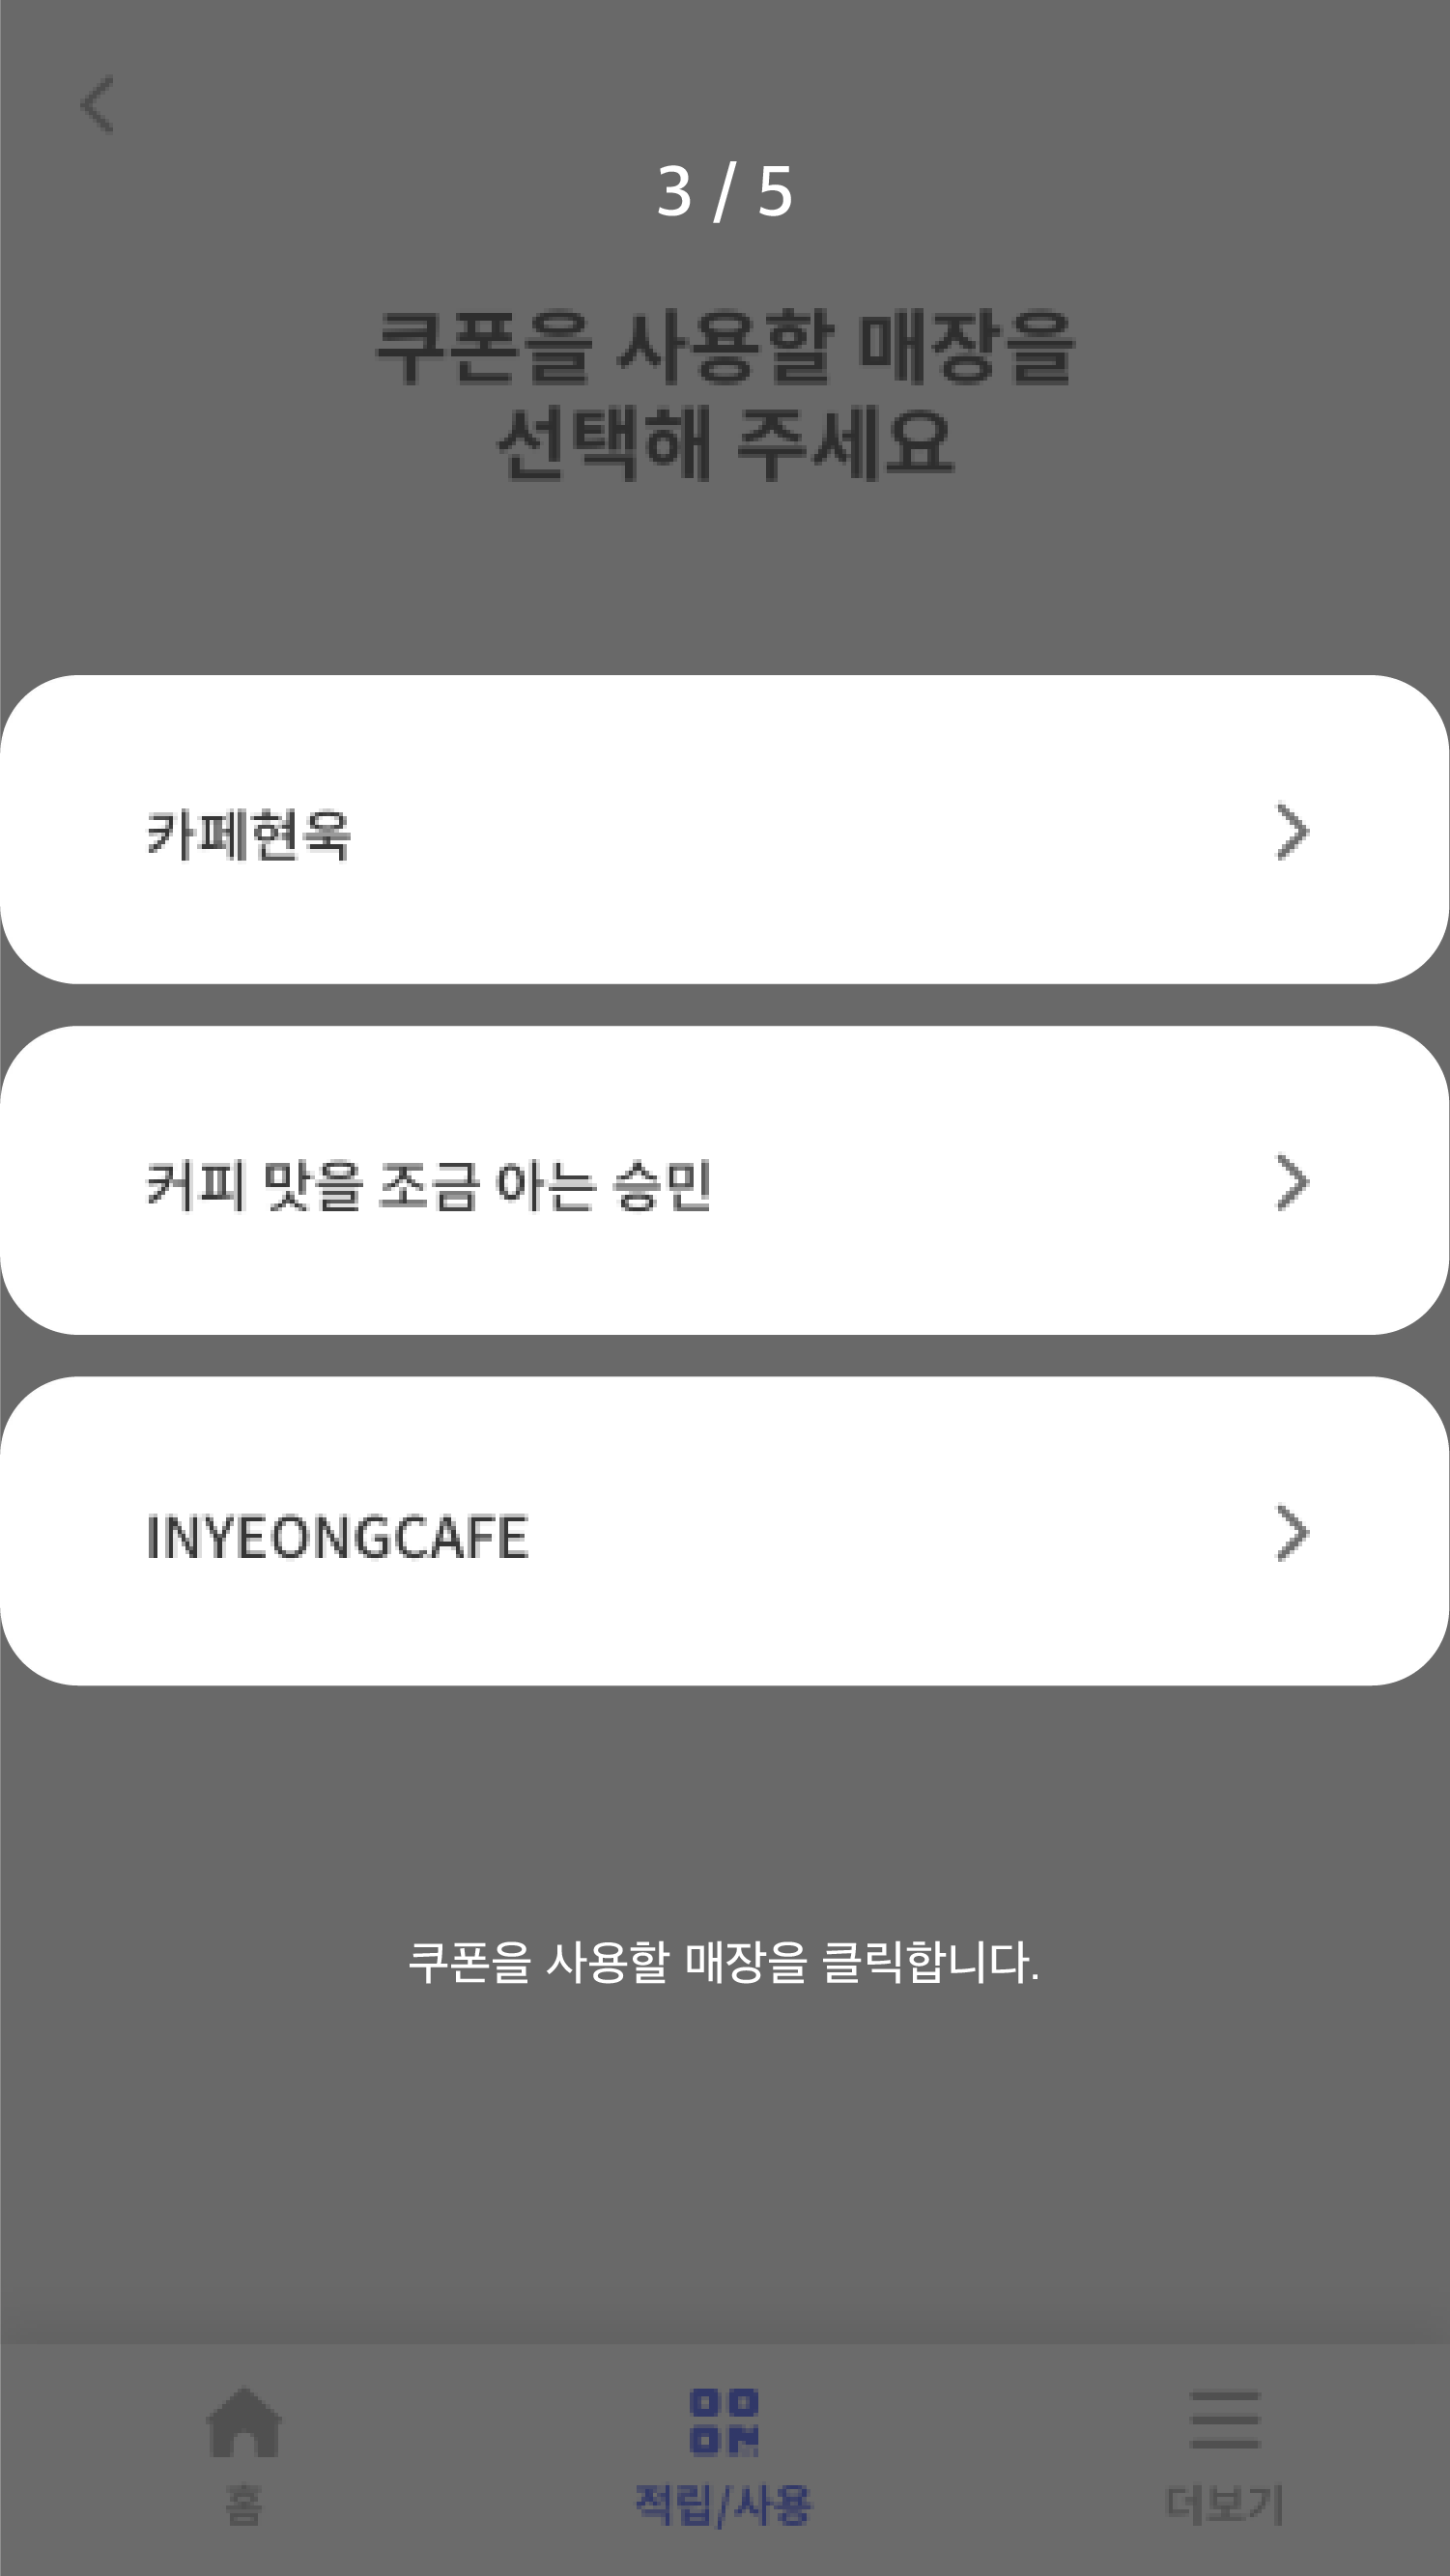 3 / 5
쿠폰을 사용할 매장을
선택해 주세요
카페현욱
커피 맛을 조금 아는 승민
INYEONGCAFE
쿠폰을 사용할 매장을 클릭합니다.
홈
적립/사용
더보기